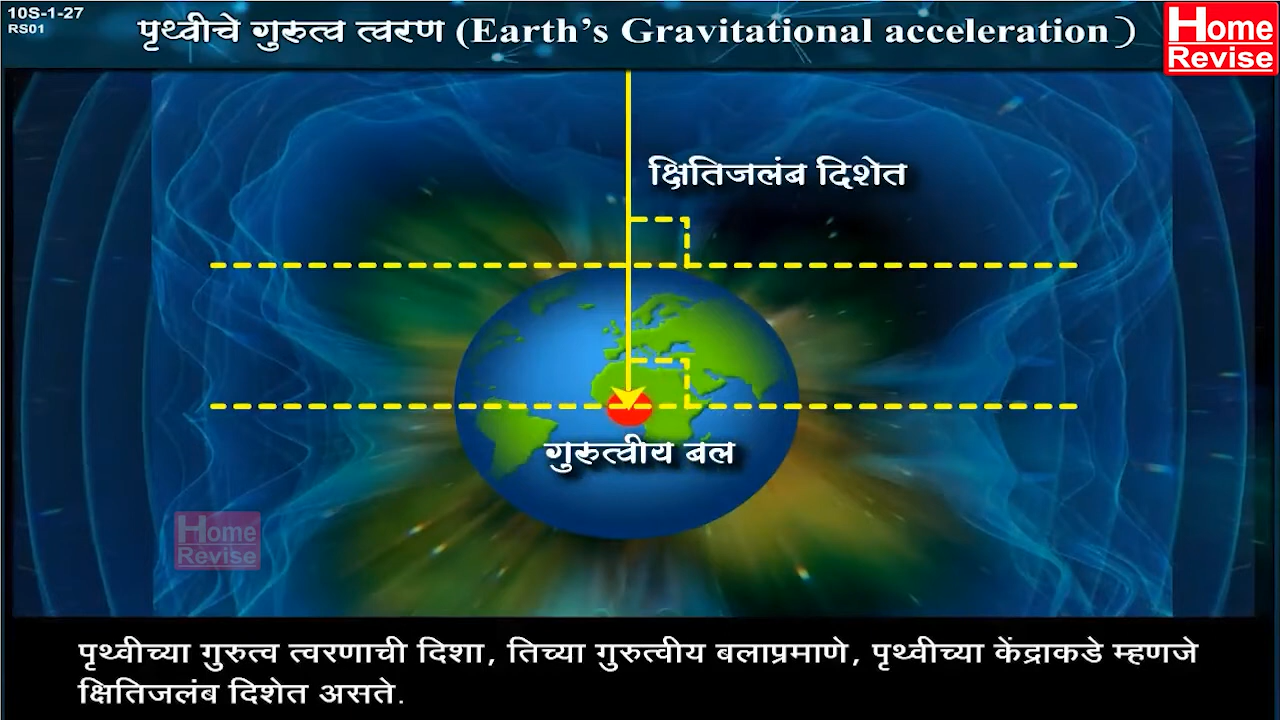 10S-1-27
RS01
पृथ्वीचे गुरुत्व त्वरण (Earth’s Gravitational acceleration)
Home
Revise
क्षितिजलंब दिशेत
गुरुत्वीय बल
Home
Revise
पृथ्वीच्या गुरुत्व त्वरणाची दिशा, तिच्या गुरुत्वीय बलाप्रमाणे, पृथ्वीच्या केंद्राकडे म्हणजे
क्षितिजलंब दिशेत असते.